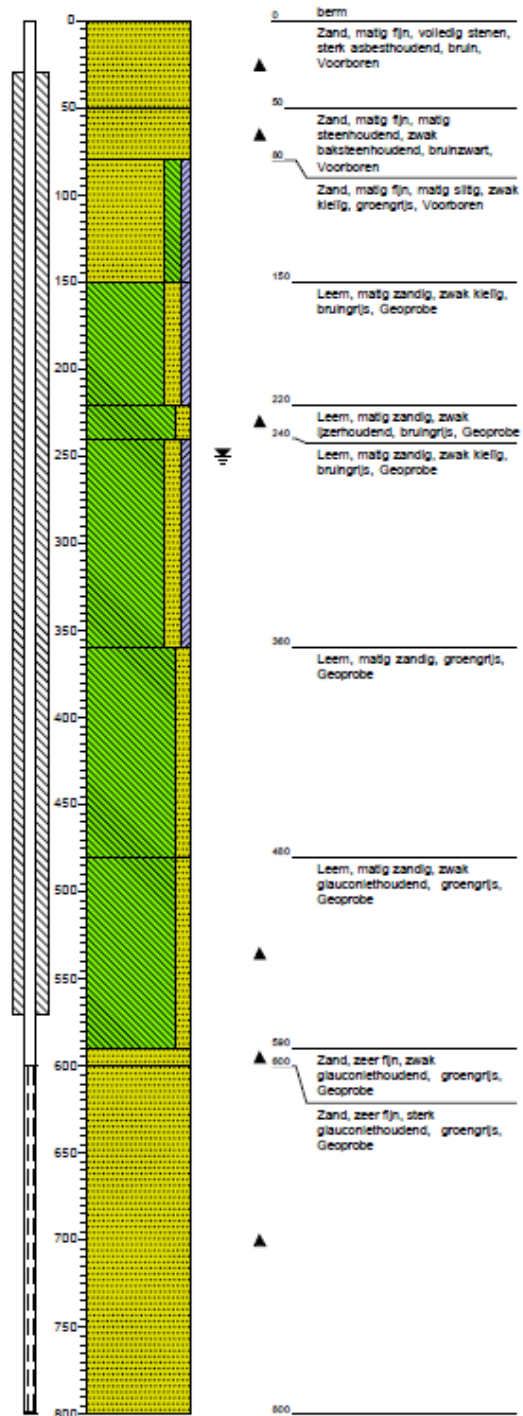 0
berm
Zand, matig fijn, volledig stenen,
sterk asbesthoudend, bruin,
Voorboren
50
Zand, matig fijn, matig
steenhoudend, zwak
baksteenhoudend, bruinzwart,
Voorboren
80
Zand, matig fijn, matig siltig, zwak
kleiig, groengrijs, Voorboren
150
Leem, matig zandig, zwak kleiig,
bruingrijs, Geoprobe
220
Leem, matig zandig, zwak
ijzerhoudend, bruingrijs, Geoprobe
240
Leem, matig zandig, zwak kleiig,
bruingrijs, Geoprobe
360
Leem, matig zandig, groengrijs,
Geoprobe
480
Leem, matig zandig, zwak
glauconiethoudend, groengrijs,
Geoprobe
590
Zand, zeer fijn, zwak
glauconiethoudend, groengrijs,
Geoprobe
600
Zand, zeer fijn, sterk
glauconiethoudend, groengrijs,
Geoprobe
800
0
50
100
150
200
250
300
350
400
450
500
550
600
650
700
750
800